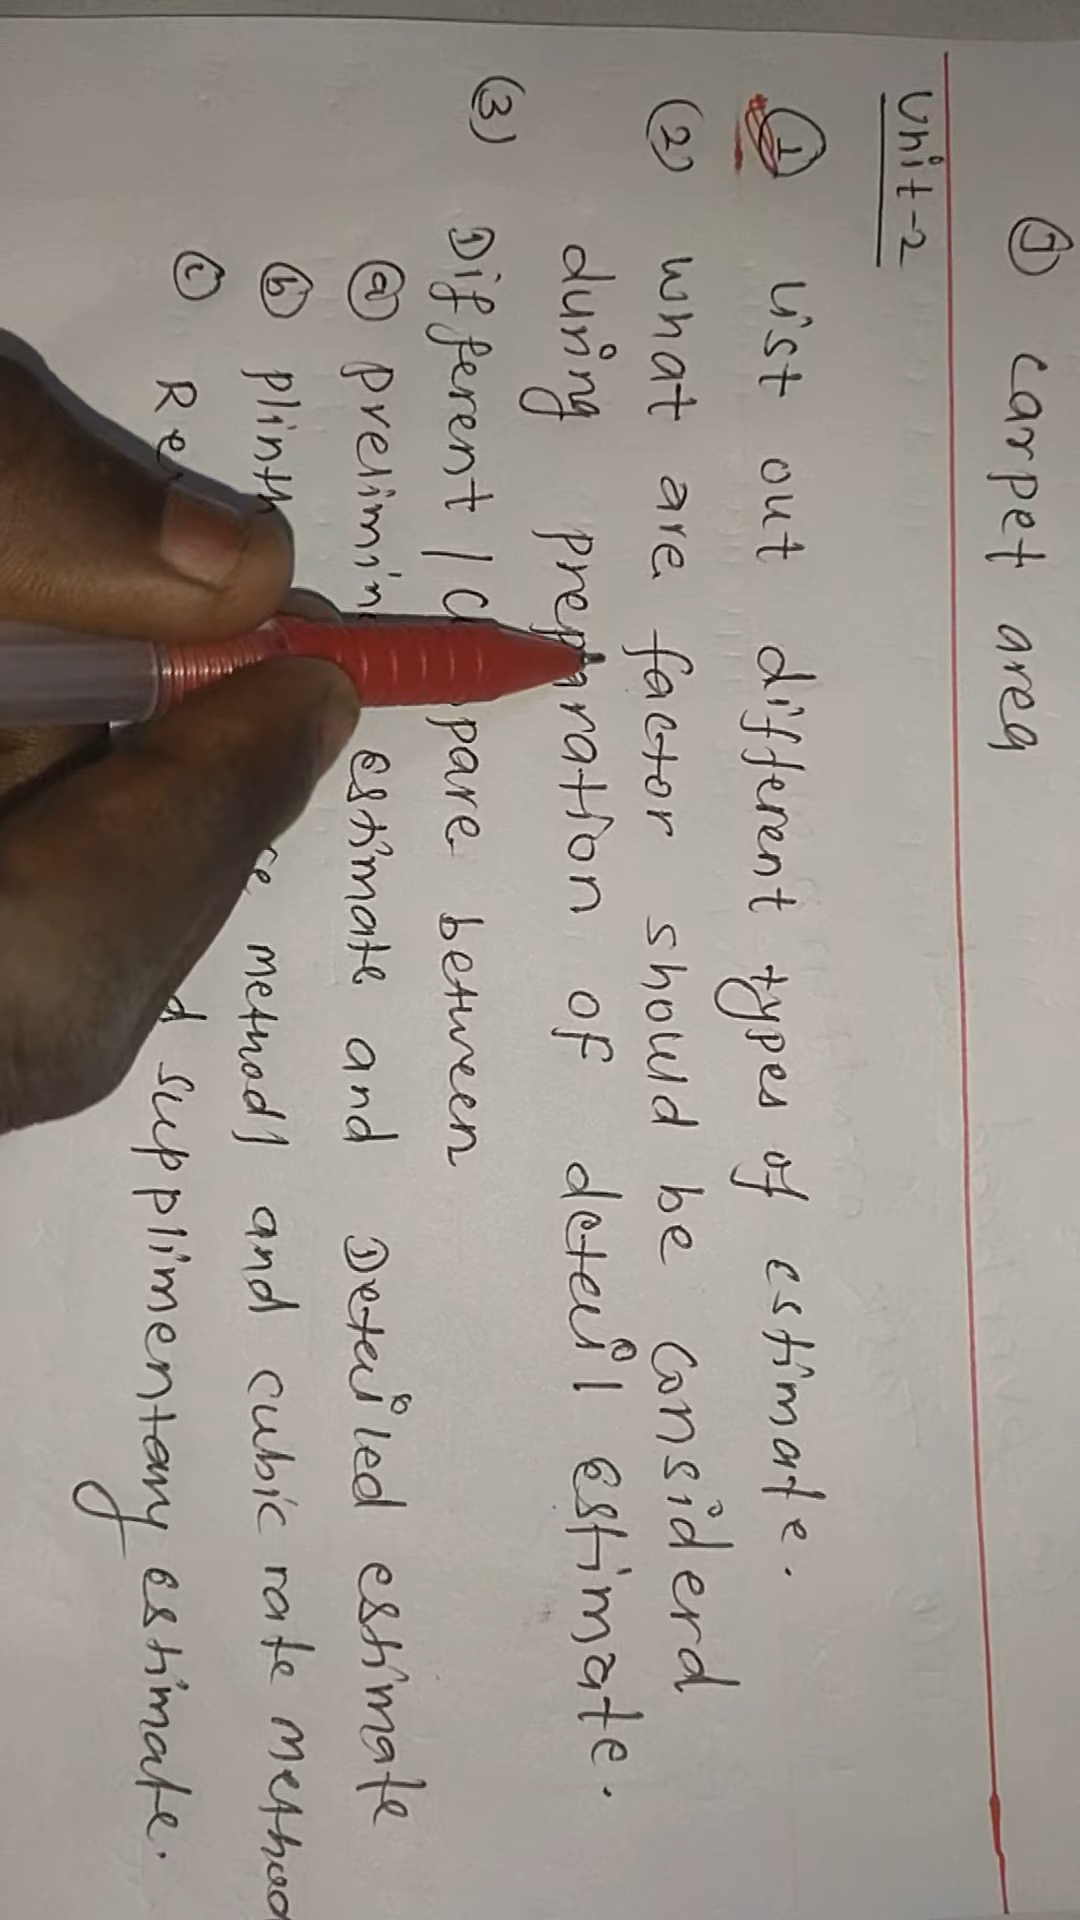 ⑦ carpet area
Unit-2
① List out different types of estimate.
(2) what are factor should be considerd
during preparation of detail estimate.
(3) Different / pare between
ⓐ estimate and Detailed estimate
ⓑ plinth method and cubic rate method
ⓒ supplimentary estimate.